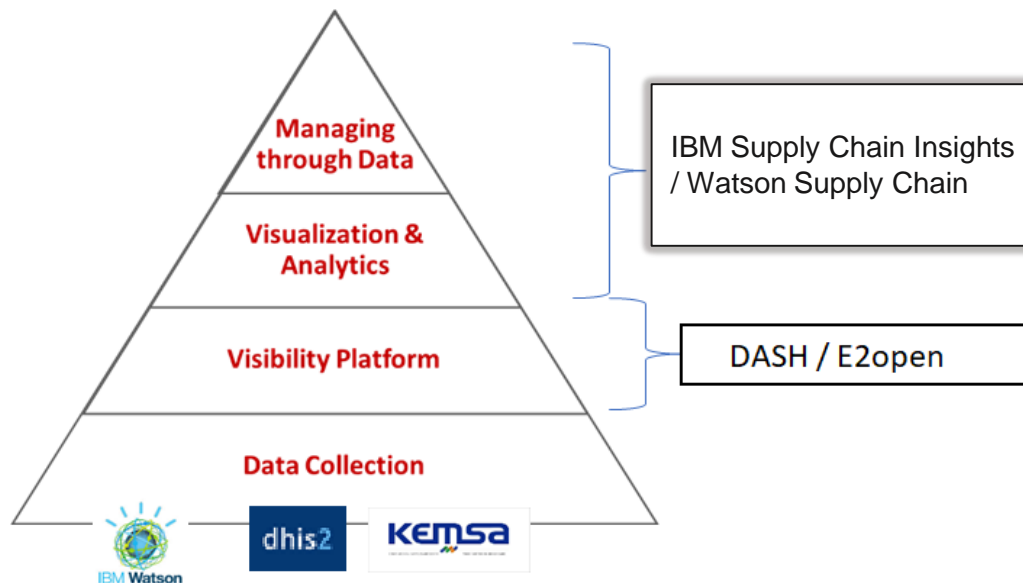 Managing
through Data
IBM Supply Chain Insights
/ Watson Supply Chain
Visualization &
Analytics
Visibility Platform
DASH / E2open
Data Collection
IBM Watson
dhis2
KEMSA